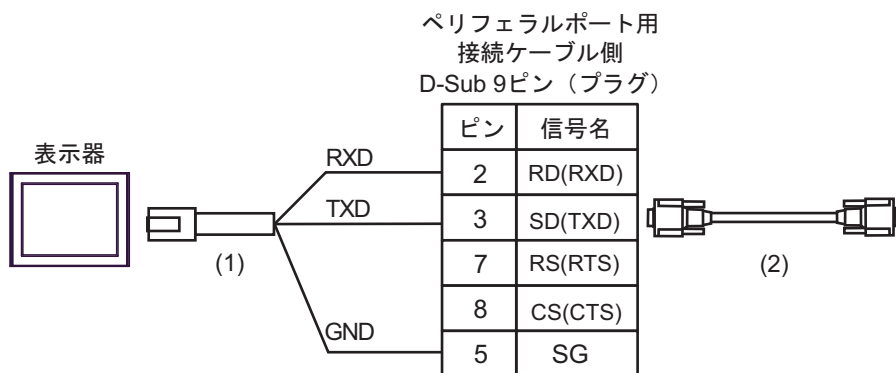 ペリフェラルポート用
接続ケーブル側
D-Sub 9ピン（プラグ）
ピン 信号名
表示器
RXD
2 RD(RXD)
TXD
3 SD(TXD)
(1)
7 RS(RTS)
(2)
8 CS(CTS)
GND
5 SG